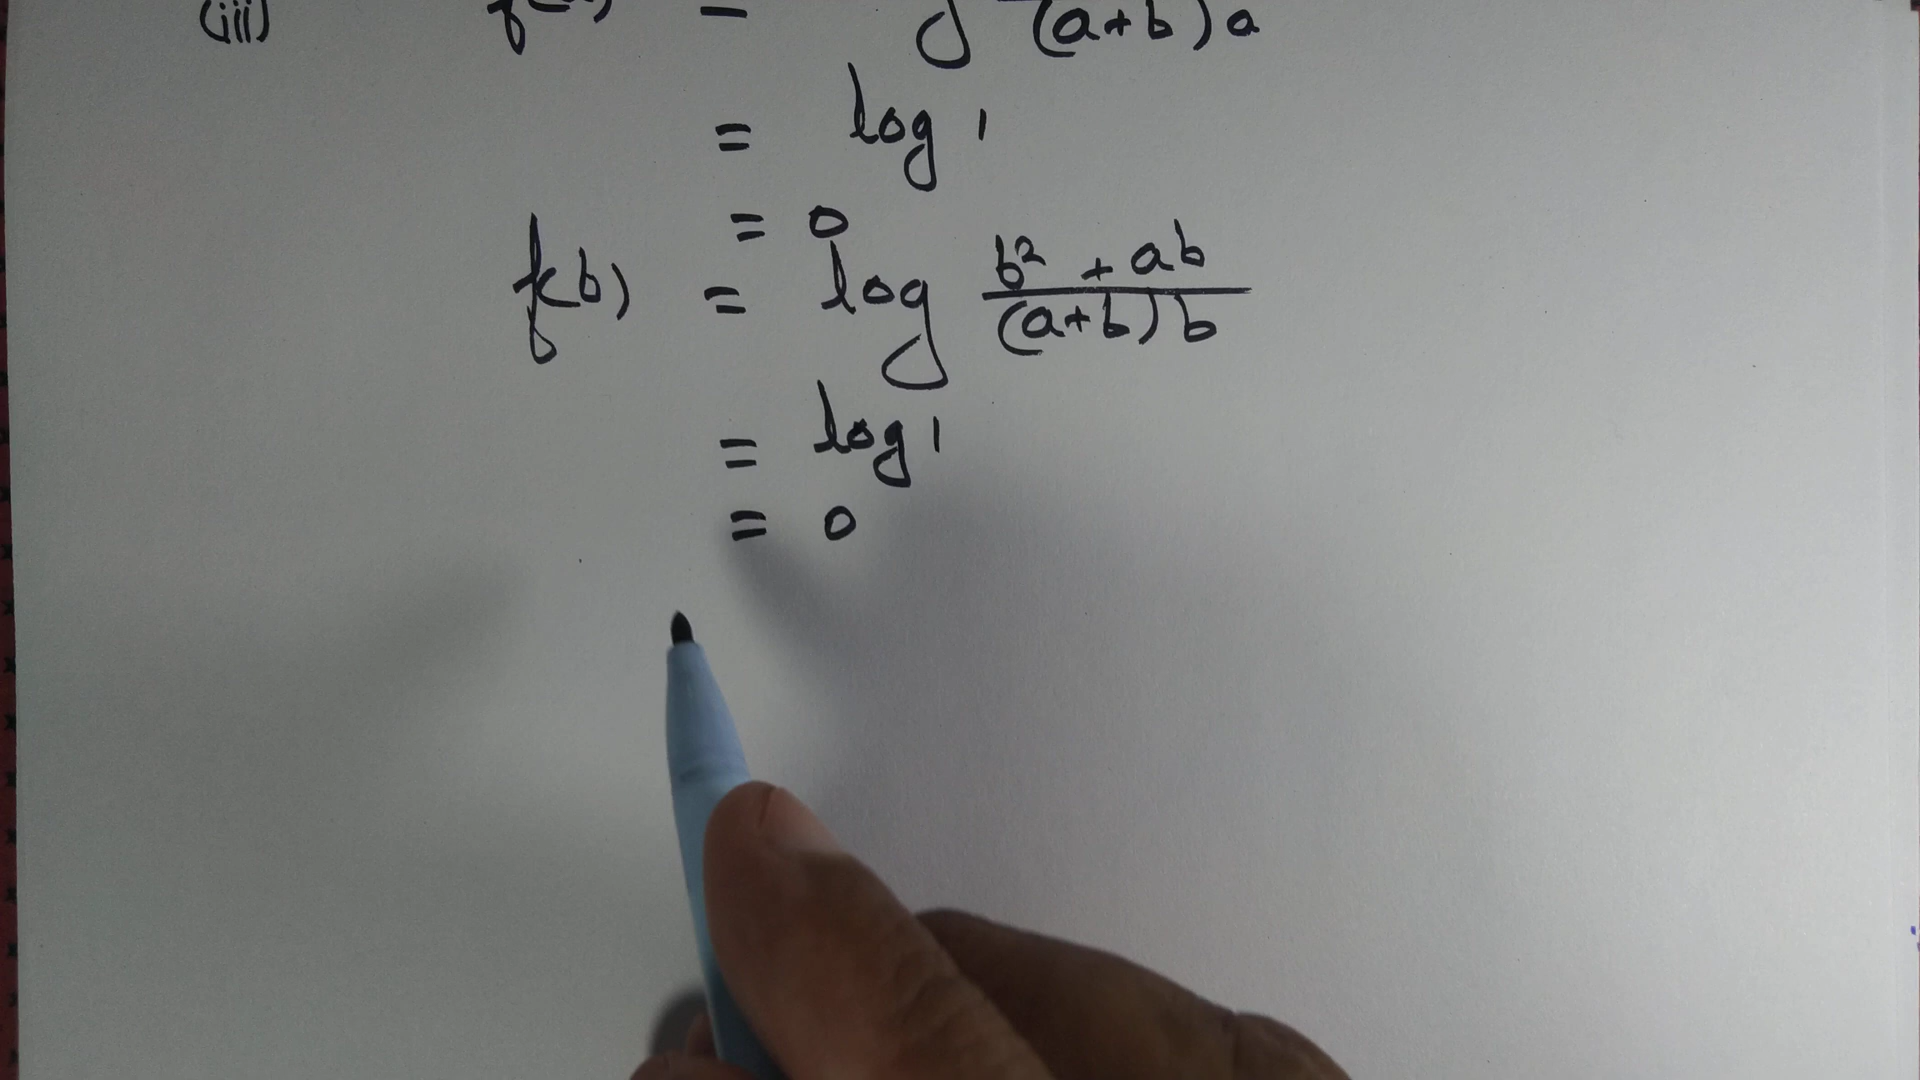 (iii) = (a+b)a
= log 1
= 0
f(b) = log b² + ab / (a+b) b
= log 1
= 0